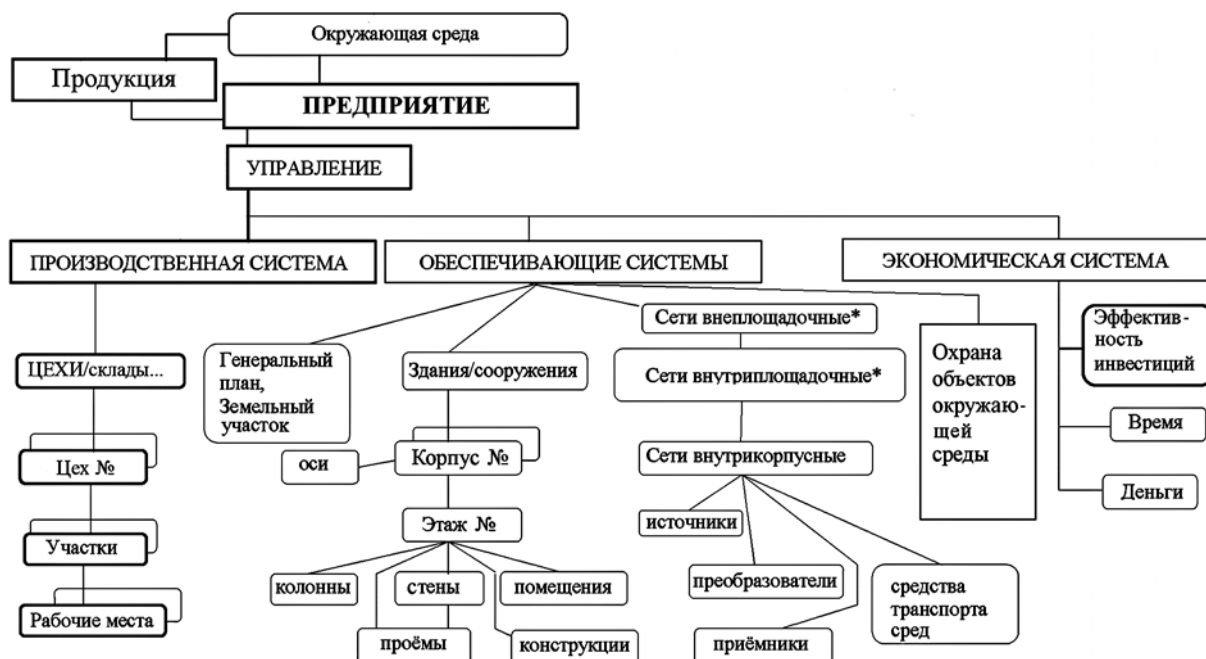 Окружающая среда
Продукция
ПРЕДПРИЯТИЕ
УПРАВЛЕНИЕ
ПРОИЗВОДСТВЕННАЯ СИСТЕМА
ОБЕСПЕЧИВАЮЩИЕ СИСТЕМЫ
ЭКОНОМИЧЕСКАЯ СИСТЕМА
ЦЕХИ/склады...
Цех №
Участки
Рабочие места
Генеральный
план,
Земельный
участок
Здания/сооружения
оси
Корпус №
Этаж №
колонны
стены
помещения
проёмы
конструкции
Сети внеплощадочные*
Сети внутриплощадочные*
Сети внутрикорпусные
источники
преобразователи
приёмники
средства
транспорта
сред
Охрана
объектов
окружаю-
щей
среды
Эффектив-
ность
инвестиций
Время
Деньги